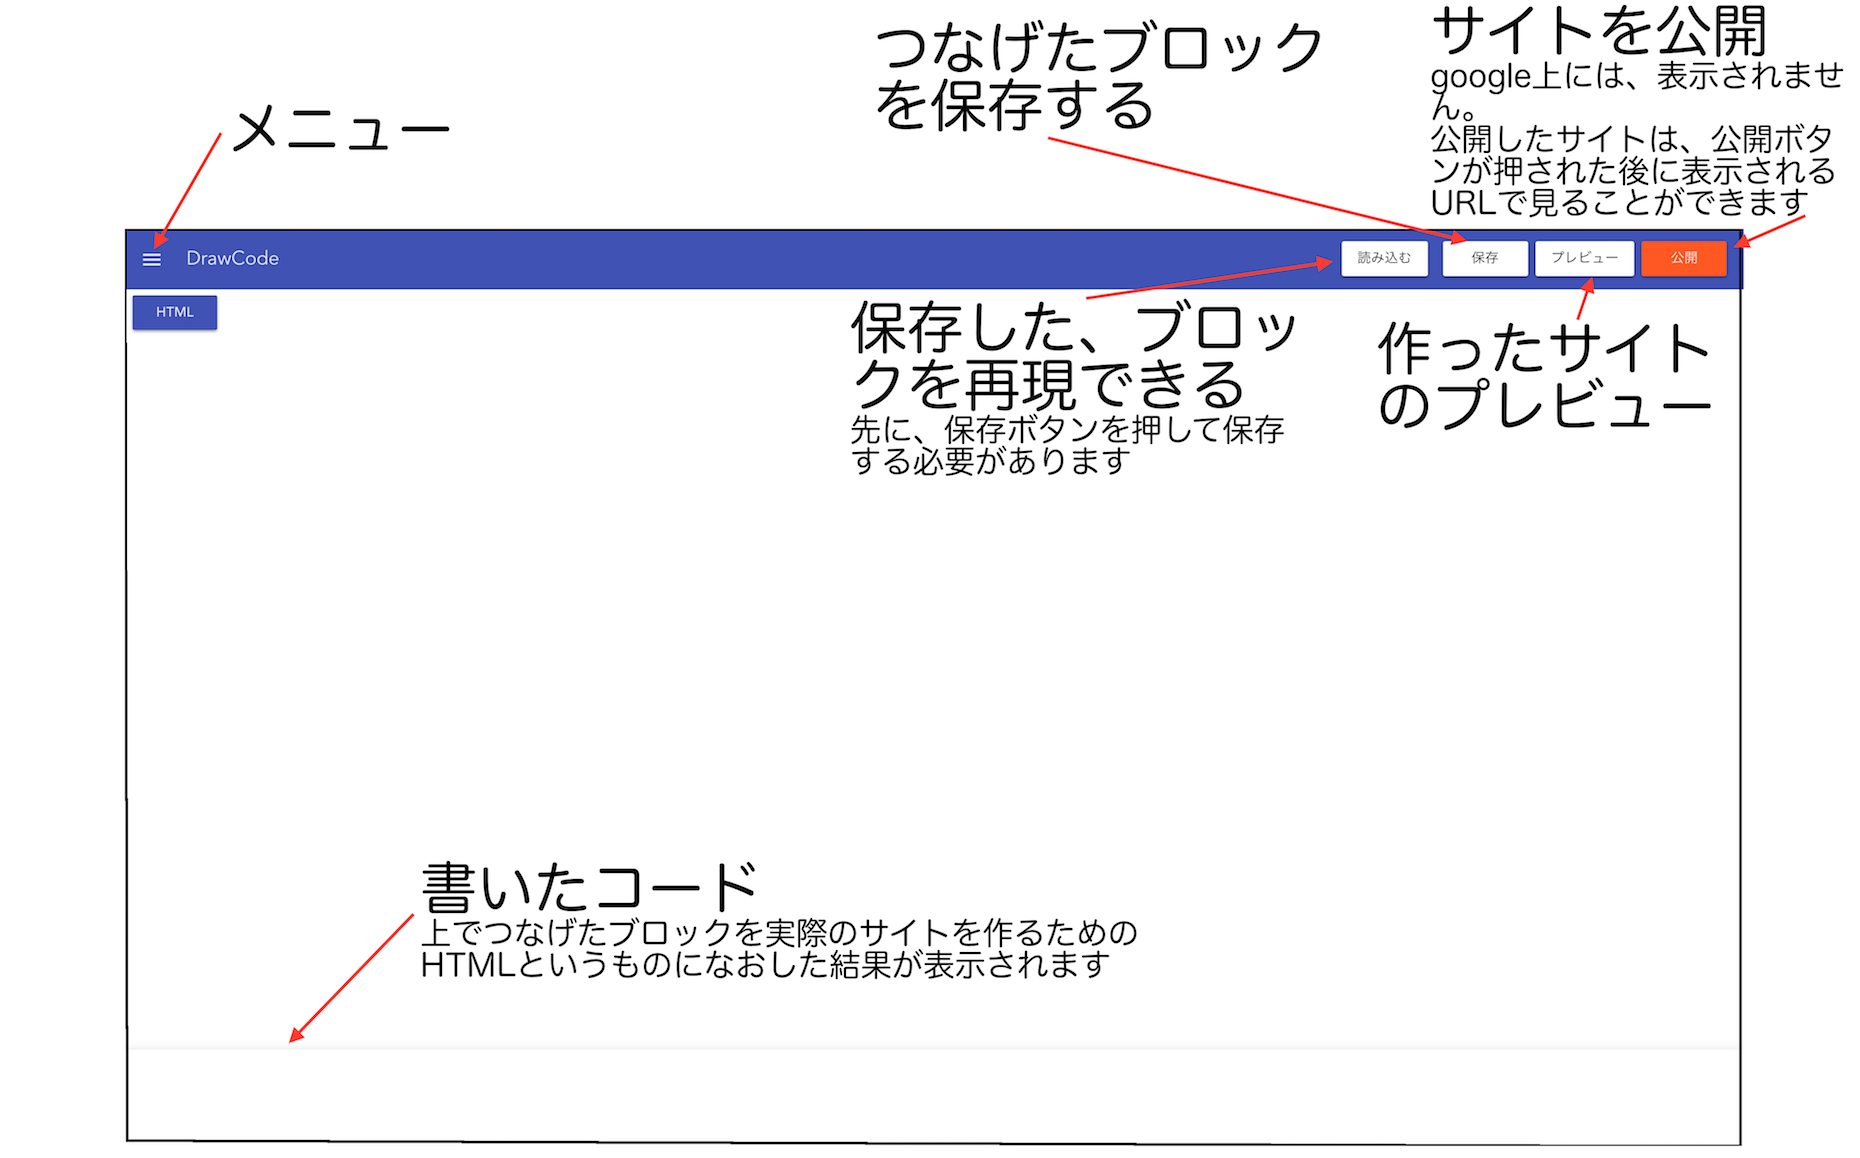 メニュー
つなげたブロック
を保存する
サイトを公開
google上には、表示されませ
ん。
公開したサイトは、公開ボタ
ンが押された後に表示される
URLで見ることができます
DrawCode
読み込む
保存
プレビュー
公開
HTML
保存した、ブロッ
クを再現できる
先に、保存ボタンを押して保存
する必要があります
作ったサイト
のプレビュー
書いたコード
上でつなげたブロックを実際のサイトを作るための
HTMLというものになおした結果が表示されます